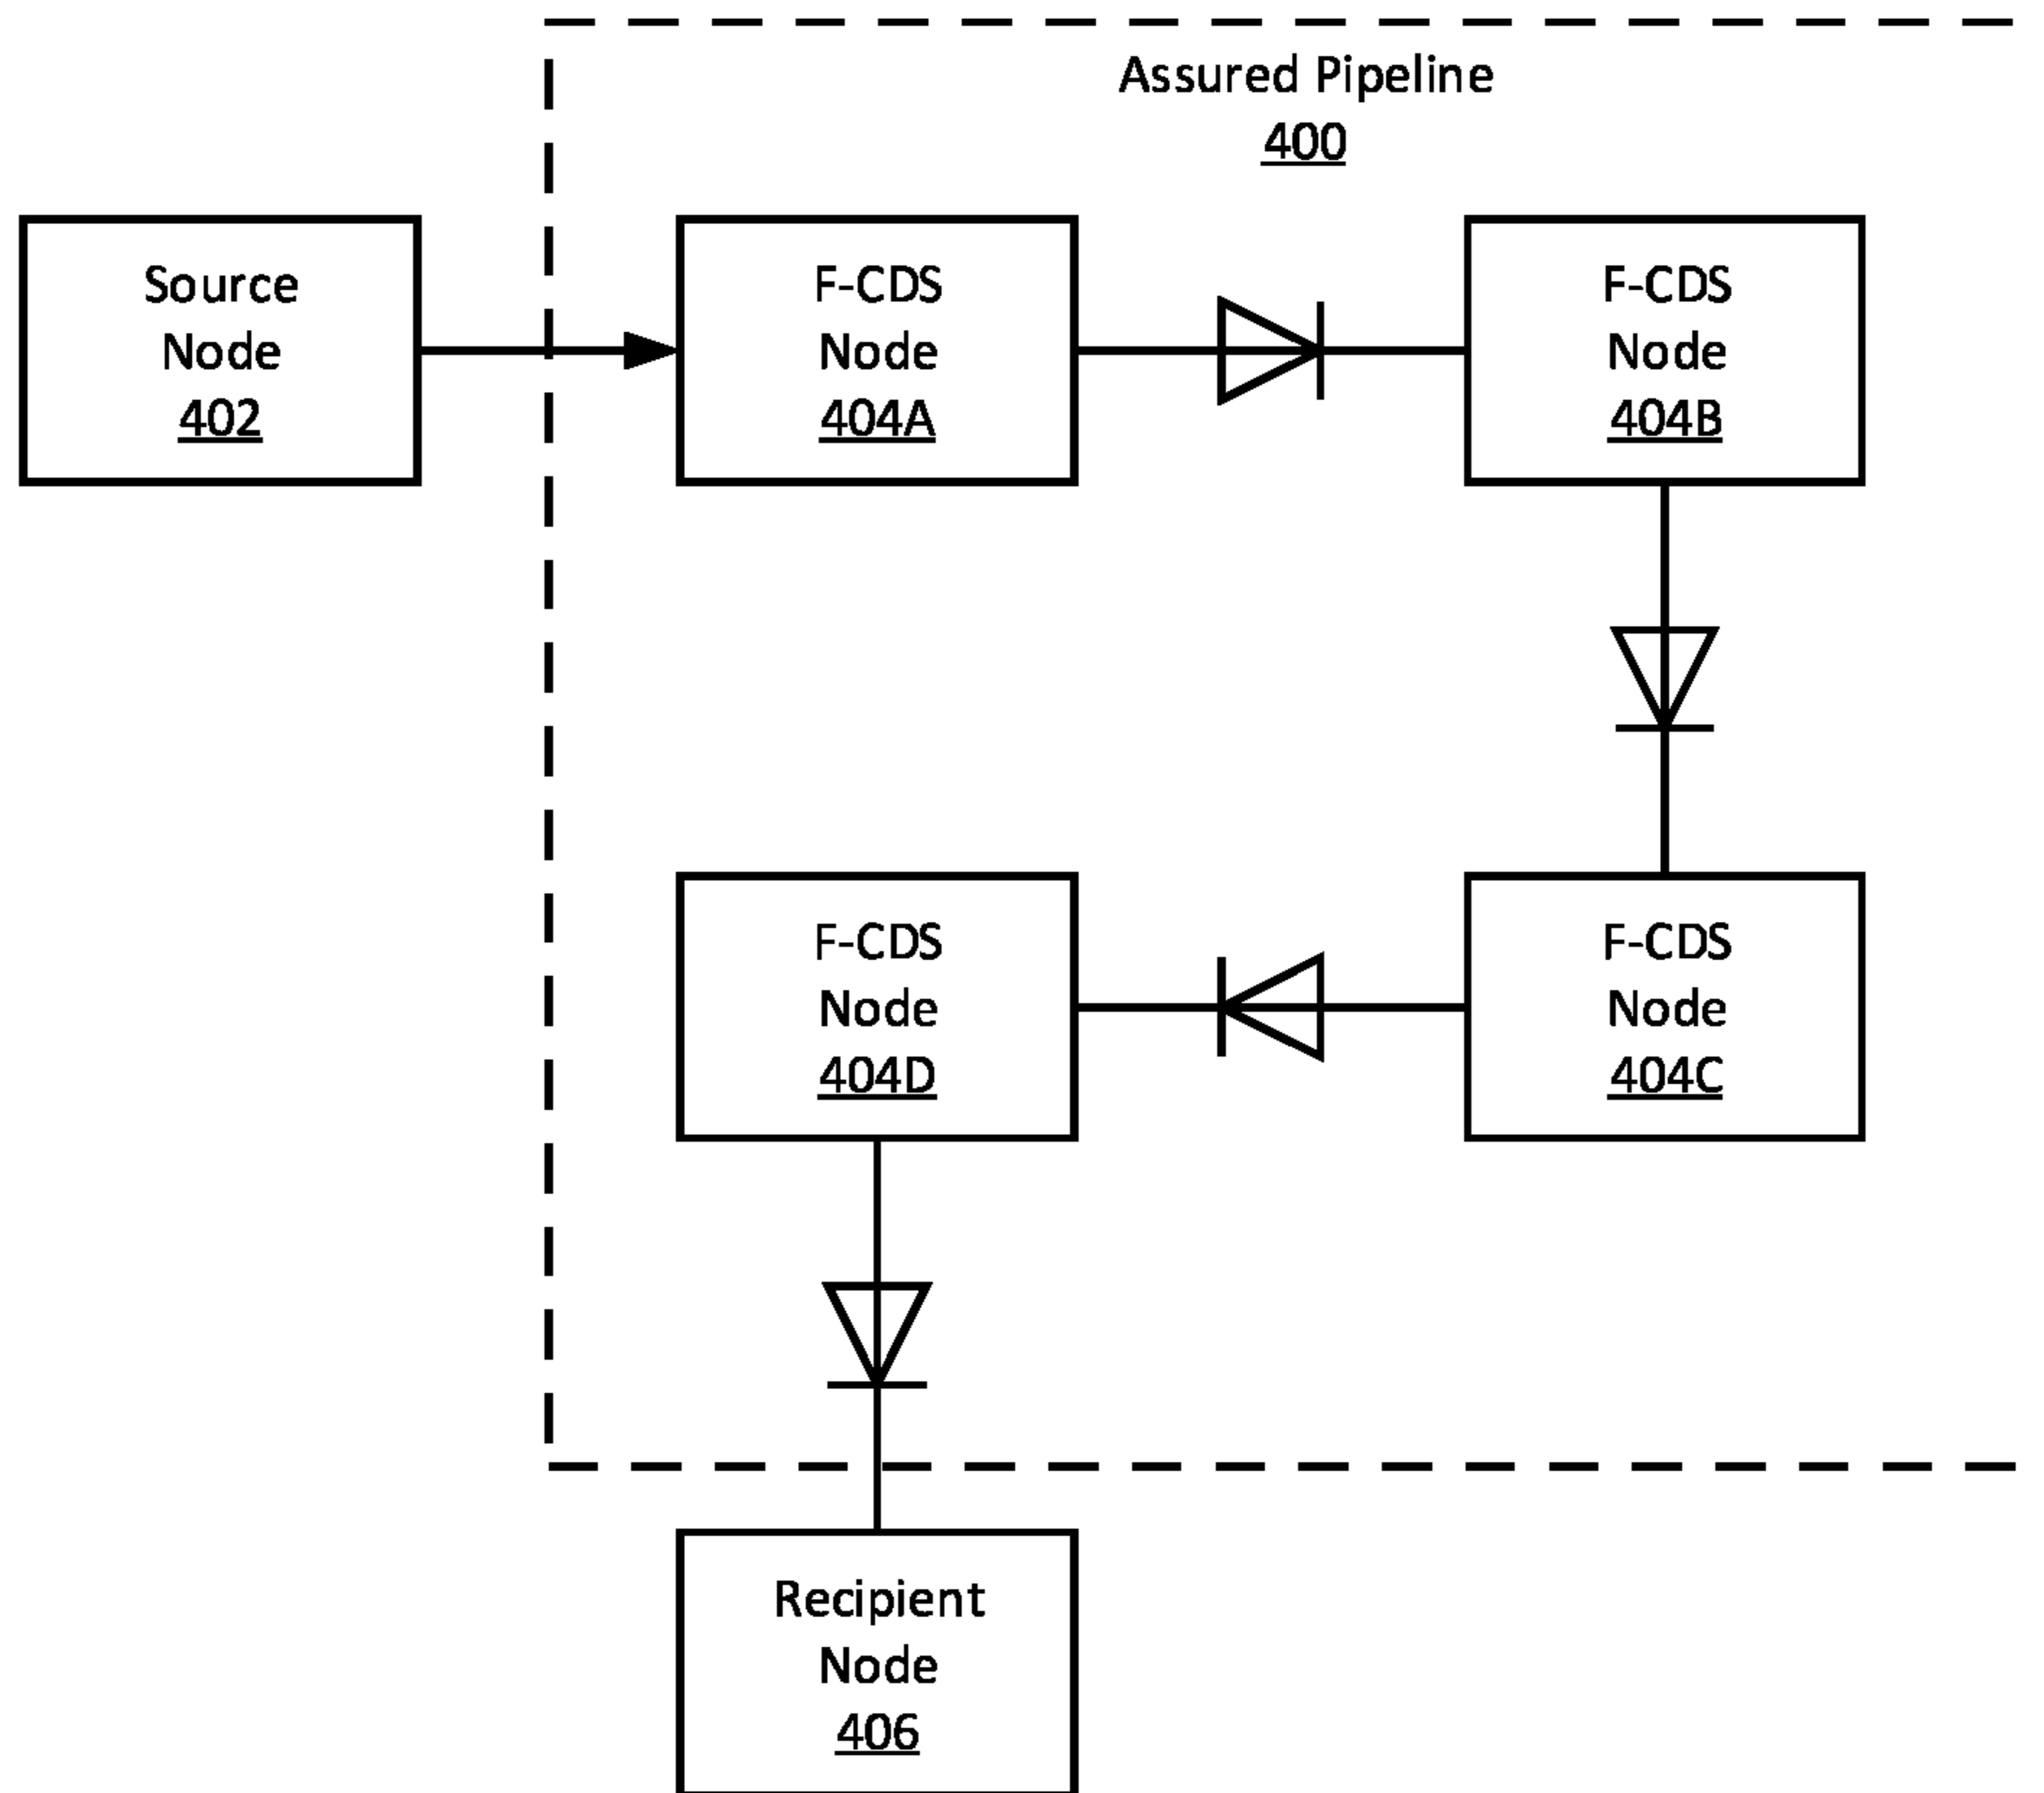 Assured Pipeline
400
Source
Node
402
F-CDS
Node
404A
F-CDS
Node
404B
F-CDS
Node
404D
F-CDS
Node
404C
Recipient
Node
406